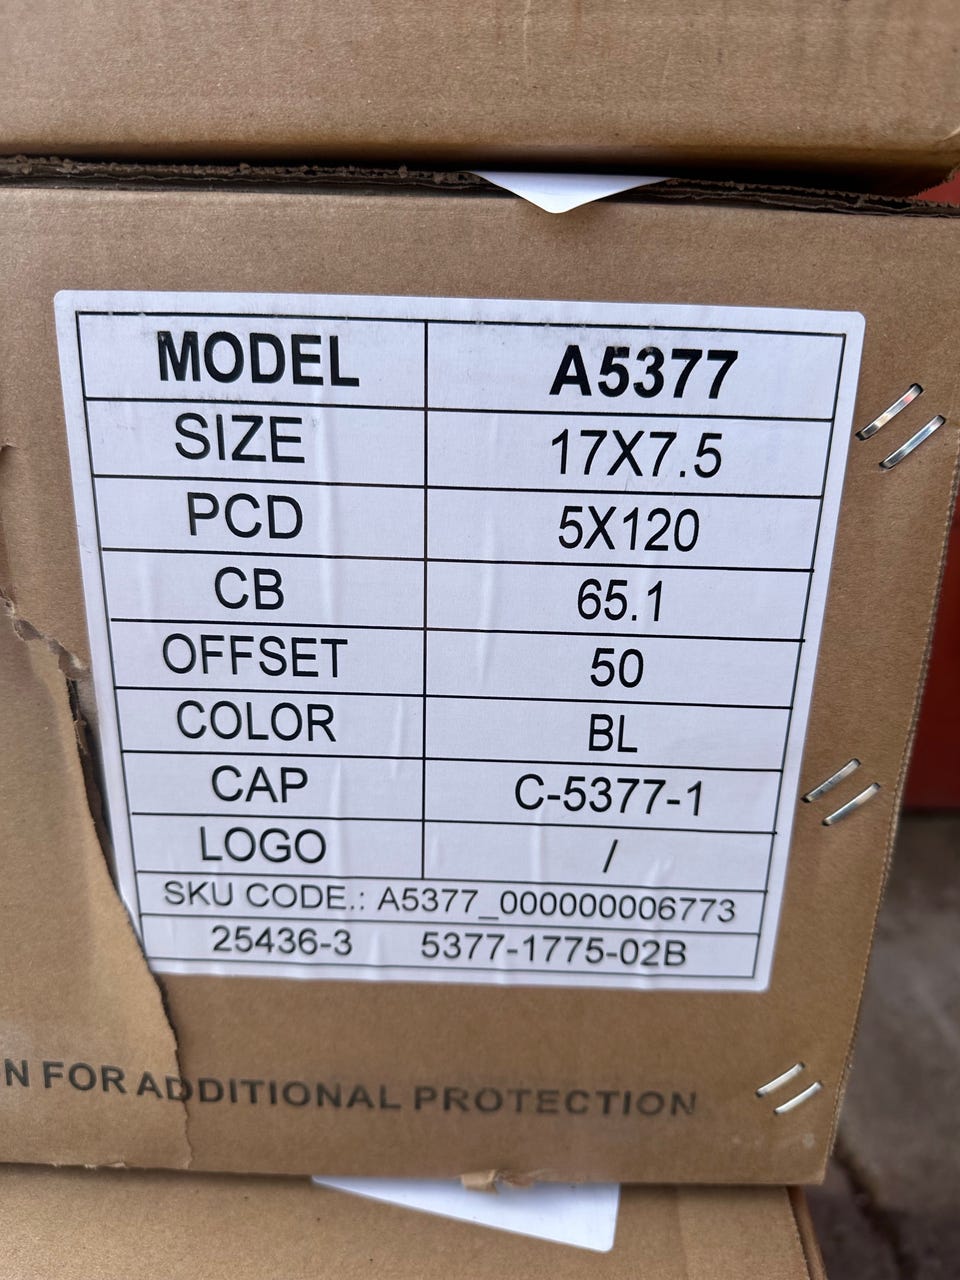 MODEL A5377
SIZE 17X7.5
PCD 5X120
CB 65.1
OFFSET 50
COLOR BL
CAP C-5377-1
LOGO /
SKU CODE.: A5377_000000006773
25436-3 5377-1775-02B
N FOR ADDITIONAL PROTECTION